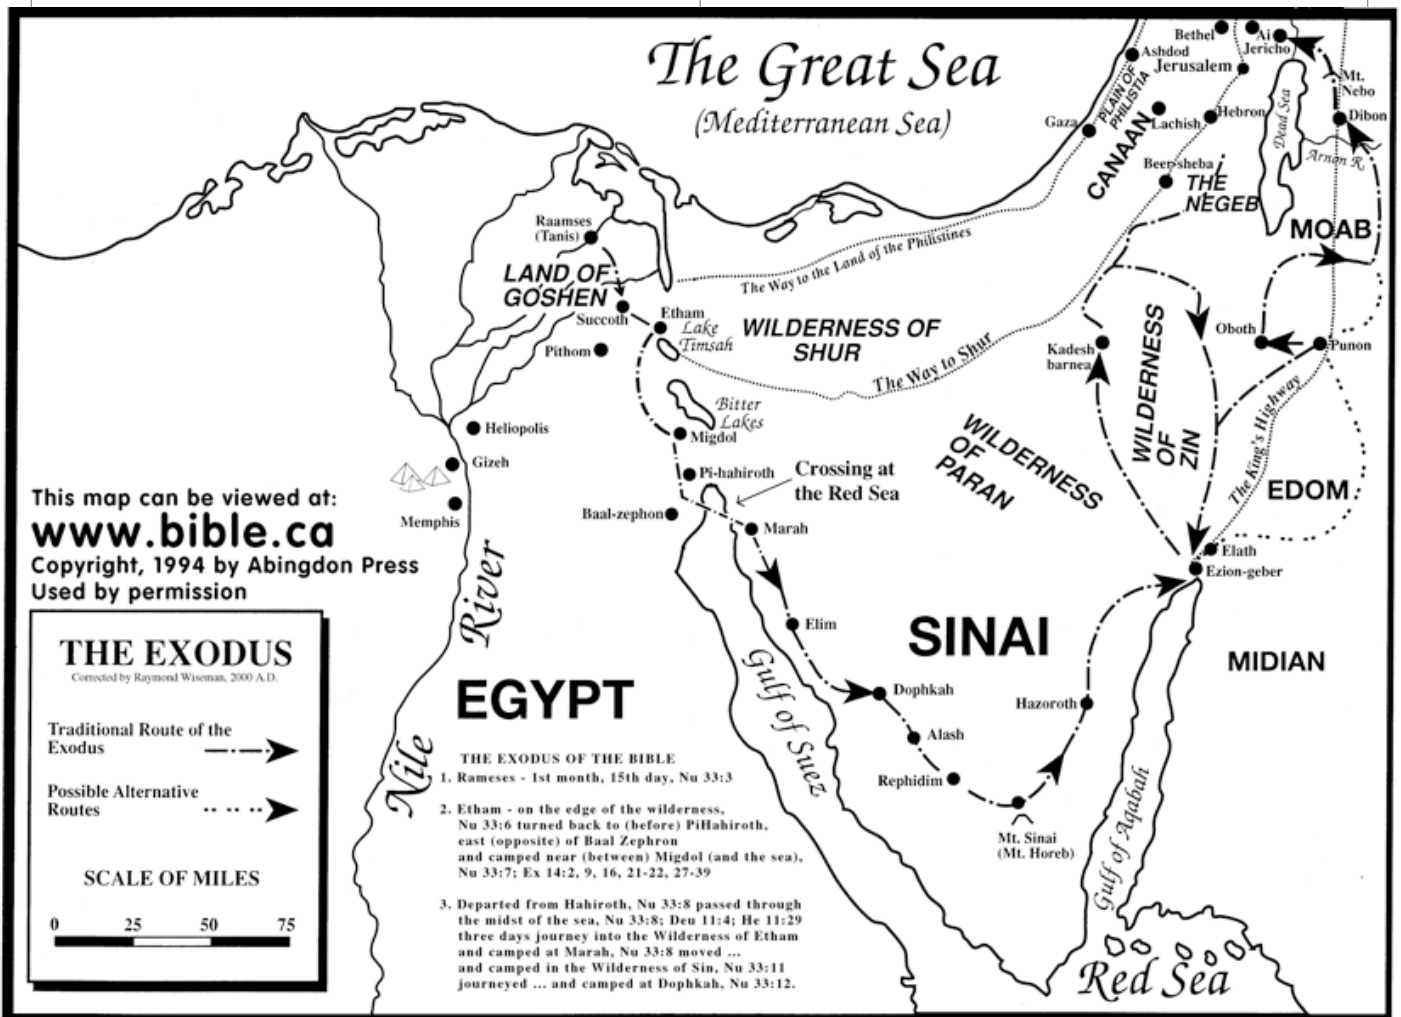 The Great Sea
(Mediterranean Sea)
Bethel
Ai
Jericho
Ashdod
Jerusalem
PLAIN OF
PHILISTIA
Mt.
Nebo
Gaza
Lachish
Hebron
Dead Sea
Dibon
CANAAN
Arnon R.
Beer-sheba
THE
NEGEB
MOAB
Raamses
(Tanis)
The Way to the Land of the Philistines
LAND OF
GOSHEN
Succoth
Etham
Lake
Timsah
Pithom
WILDERNESS OF
SHUR
The Way to Shur
Kadesh
barnea
WILDERNESS
OF
ZIN
Oboth
Punon
The King's Highway
Bitter
Lakes
Migdol
Heliopolis
Gizeh
Memphis
Pi-hahiroth
Crossing at
the Red Sea
Baal-zephon
Marah
WILDERNESS
OF
PARAN
EDOM
Elath
Ezion-geber
This map can be viewed at:
www.bible.ca
Copyright, 1994 by Abingdon Press
Used by permission
Nile River
Elim
SINAI
MIDIAN
EGYPT
Gulf of Suez
Dophkah
Alash
Rephidim
Hazoroth
Mt. Sinai
(Mt. Horeb)
Gulf of Aqabah
Red Sea
THE EXODUS
Corrected by Raymond Wiseman, 2000 A.D.
Traditional Route of the
Exodus
Possible Alternative
Routes
SCALE OF MILES
0 25 50 75
THE EXODUS OF THE BIBLE
1. Rameses - 1st month, 15th day, Nu 33:3
2. Etham - on the edge of the wilderness,
Nu 33:6 turned back to (before) PiHahiroth,
east (opposite) of Baal Zephron
and camped near (between) Migdol (and the sea),
Nu 33:7; Ex 14:2, 9, 16, 21-22, 27-39
3. Departed from Hahiroth, Nu 33:8 passed through
the midst of the sea, Nu 33:8; Deu 11:4; He 11:29
three days journey into the Wilderness of Etham
and camped at Marah, Nu 33:8 moved ...
and camped in the Wilderness of Sin, Nu 33:11
journeyed ... and camped at Dophkah, Nu 33:12.